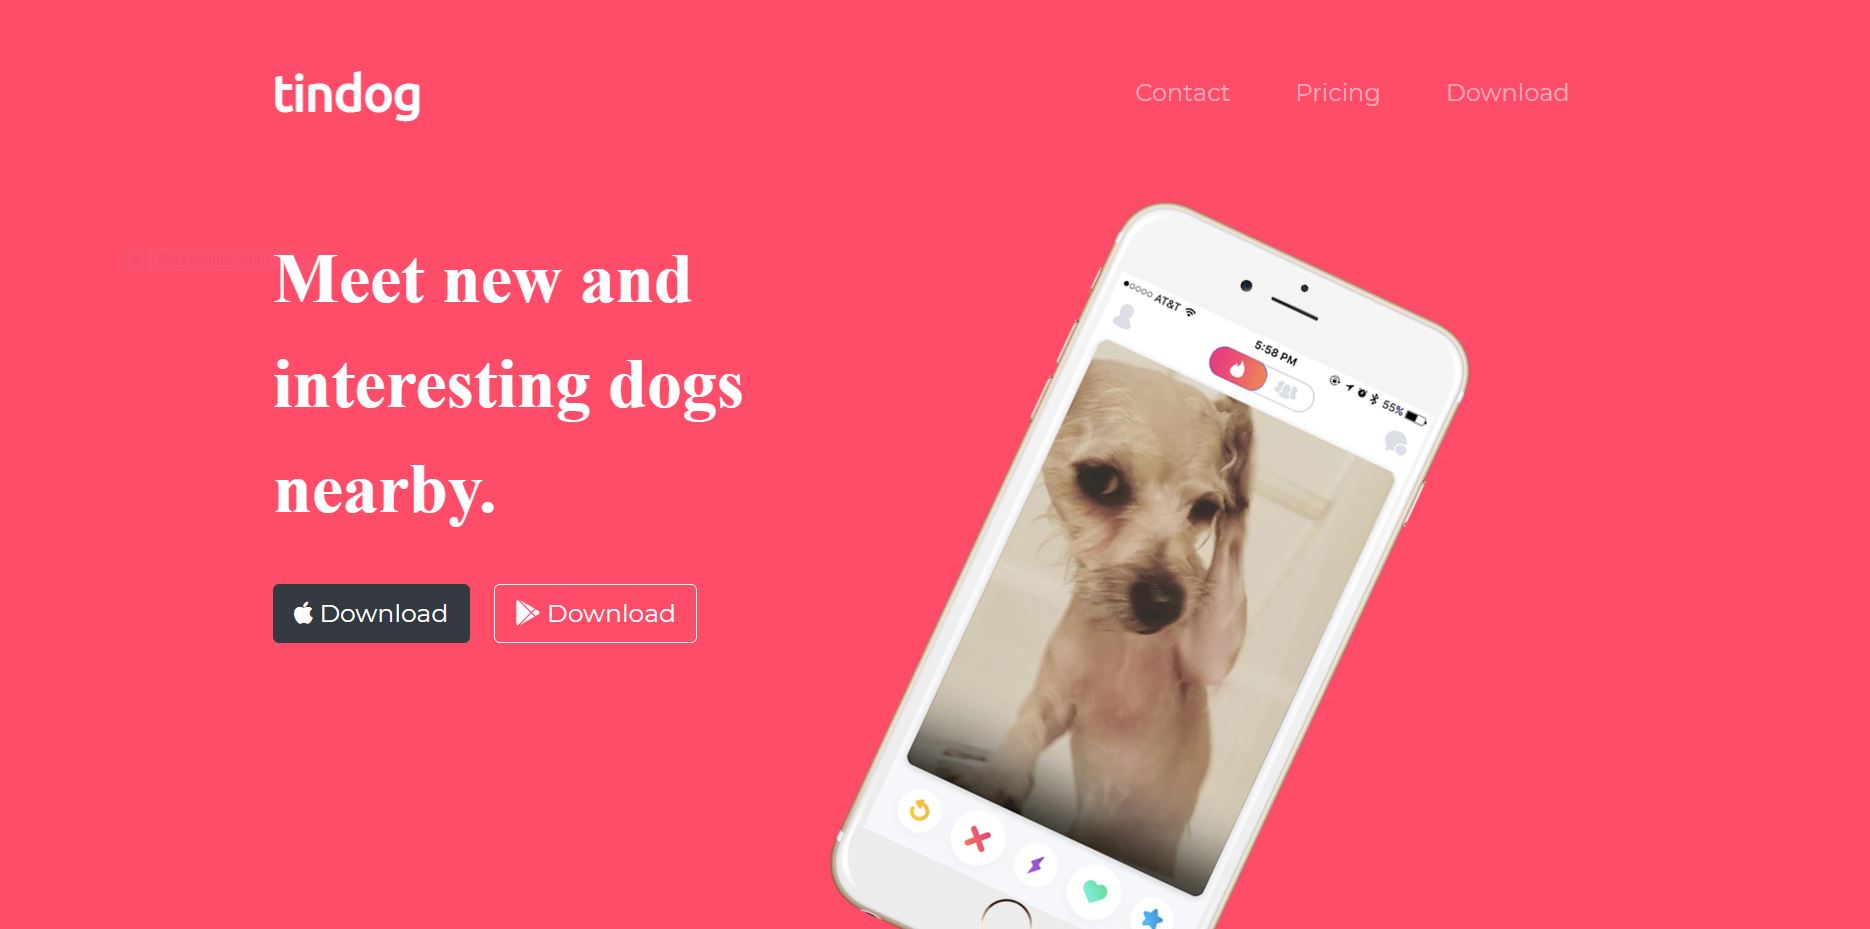 tindog
Contact Pricing Download
Rectangular Snip
Meet new and
interesting dogs
nearby.
Download Download
AT&T
5:58 PM
55%